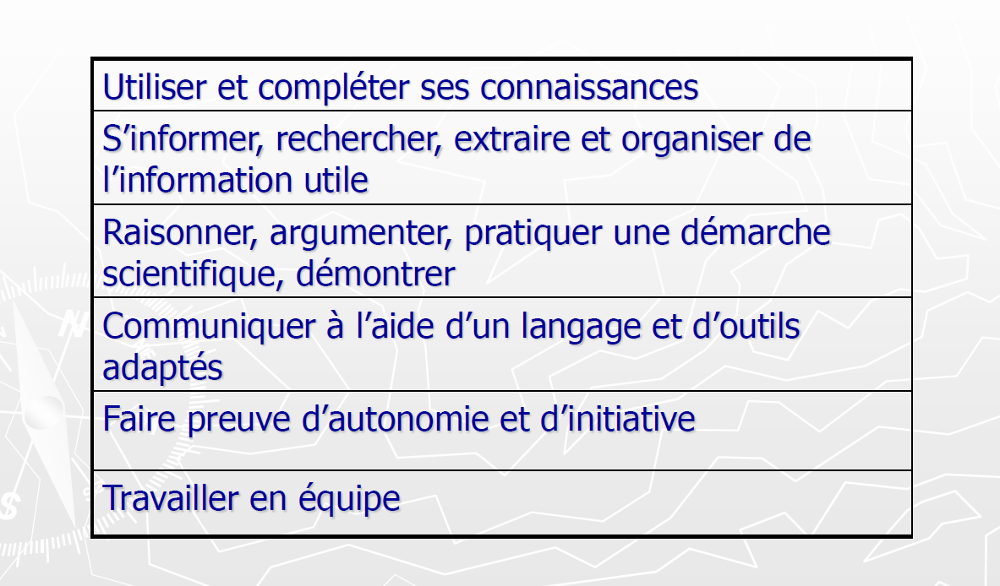 Utiliser et compléter ses connaissances
S’informer, rechercher, extraire et organiser de
l’information utile
Raisonner, argumenter, pratiquer une démarche
scientifique, démontrer
Communiquer à l’aide d’un langage et d’outils
adaptés
Faire preuve d’autonomie et d’initiative
Travailler en équipe
N
S